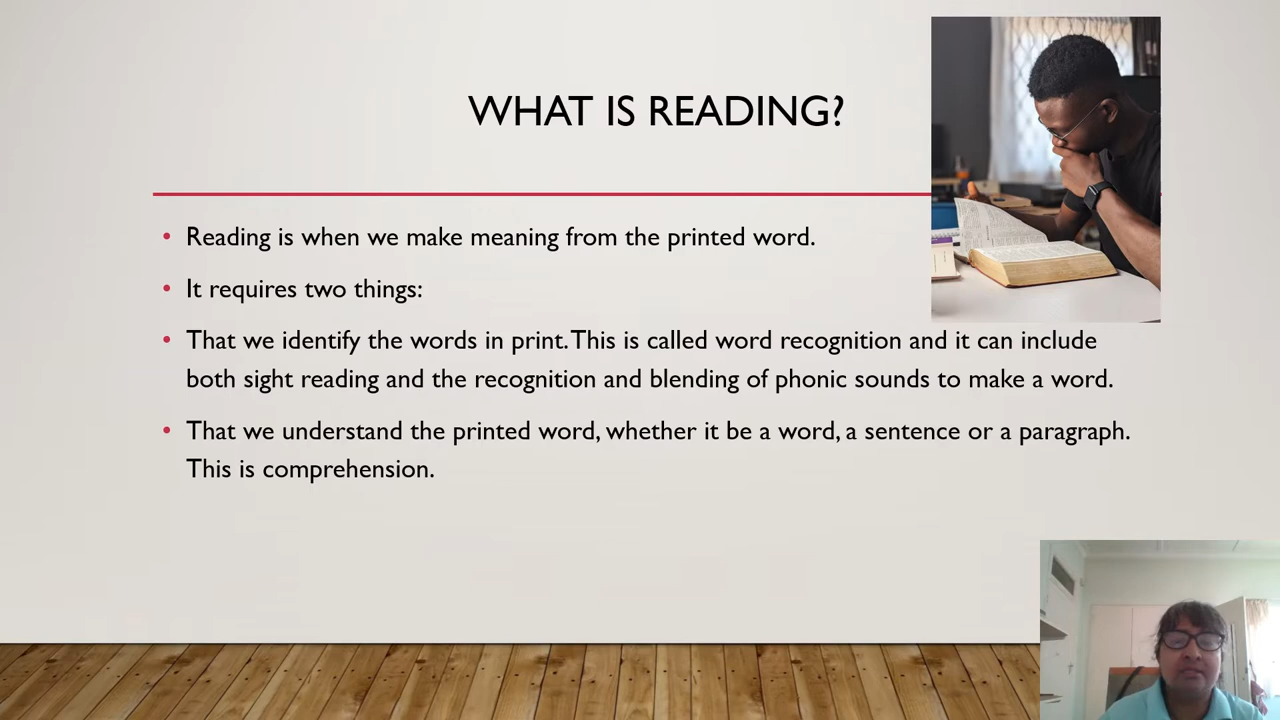 WHAT IS READING?
• Reading is when we make meaning from the printed word.
• It requires two things:
• That we identify the words in print. This is called word recognition and it can include
both sight reading and the recognition and blending of phonic sounds to make a word.
• That we understand the printed word, whether it be a word, a sentence or a paragraph.
This is comprehension.